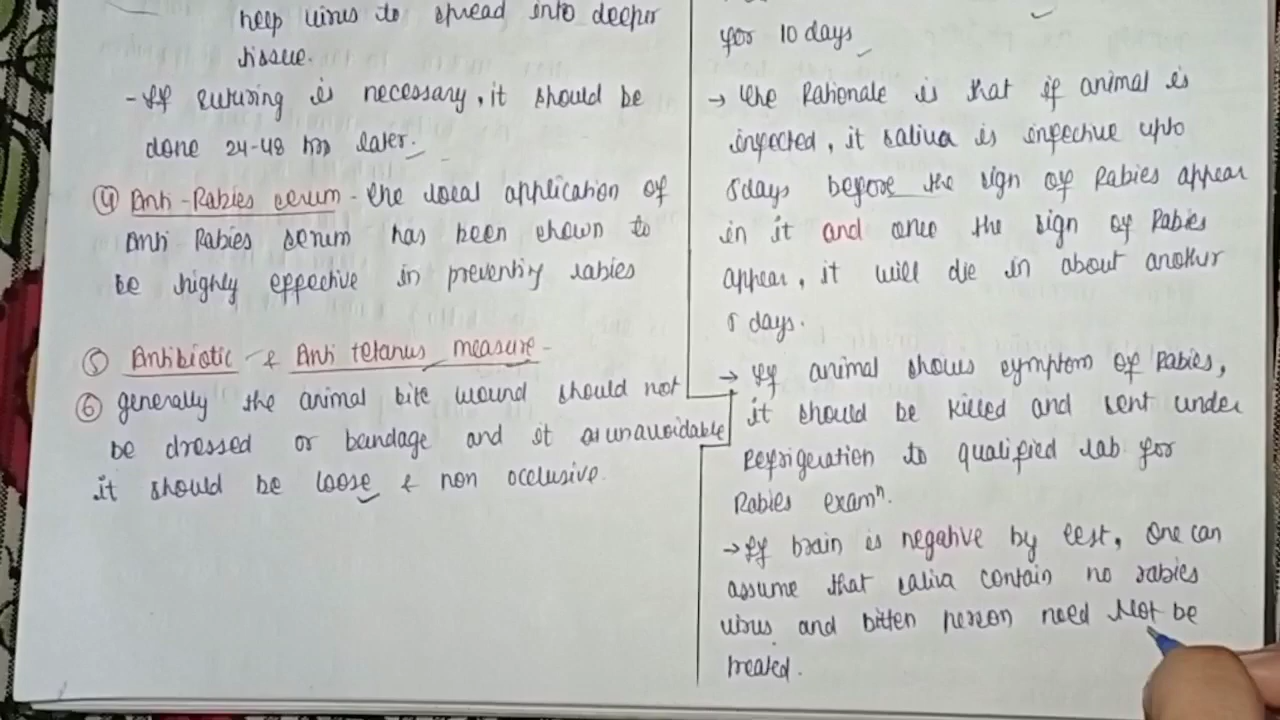 help virus to spread into deeper
tissue.
- If suturing is necessary, it should be
done 24-48 hrs later.
④ Anti-Rabies serum - the local application of
Anti Rabies serum has been shown to
be highly effective in preventing rabies
⑤ Antibiotic & Anti tetanus measure -
⑥ generally the animal bite wound should not
be dressed or bandage and it as unavoidable
it should be loose & non occlusive.
for 10 days
→ the Rationale is that if animal is
infected, it saliva is infective upto
5 days before the sign of Rabies appear
in it and once the sign of Rabies
appear, it will die in about another
5 days.
→ If animal shows symptom of Rabies,
it should be killed and sent under
Refrigeration to qualified lab for
Rabies examⁿ.
→ If brain is negative by test, One can
assume that saliva contain no rabies
virus and bitten person need Not be
treated.